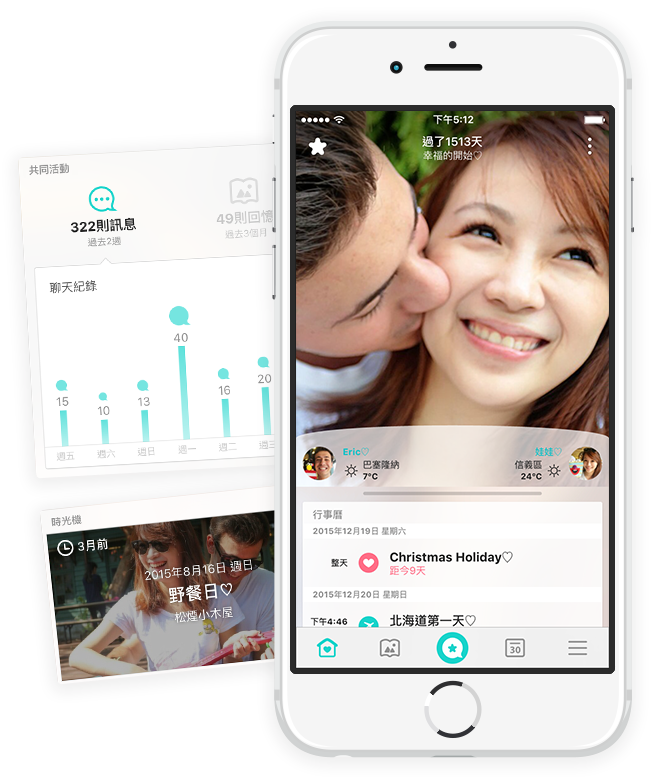 共同活動
322則訊息
過去2週
49則回憶
過去3個月
聊天紀錄
40
15
10
13
16
20
週五
週六
週日
週一
週二
週三
時光機
3月前
2015年8月16日 週日
野餐日♡
松煙小木屋
下午5:12
過了1513天
幸福的開始♡
Eric♡
巴塞隆納
7°C
娃娃♡
信義區
24°C
行事曆
2015年12月19日 星期六
整天
Christmas Holiday♡
距今9天
2015年12月20日 星期日
下午4:46
北海道第一天♡
30